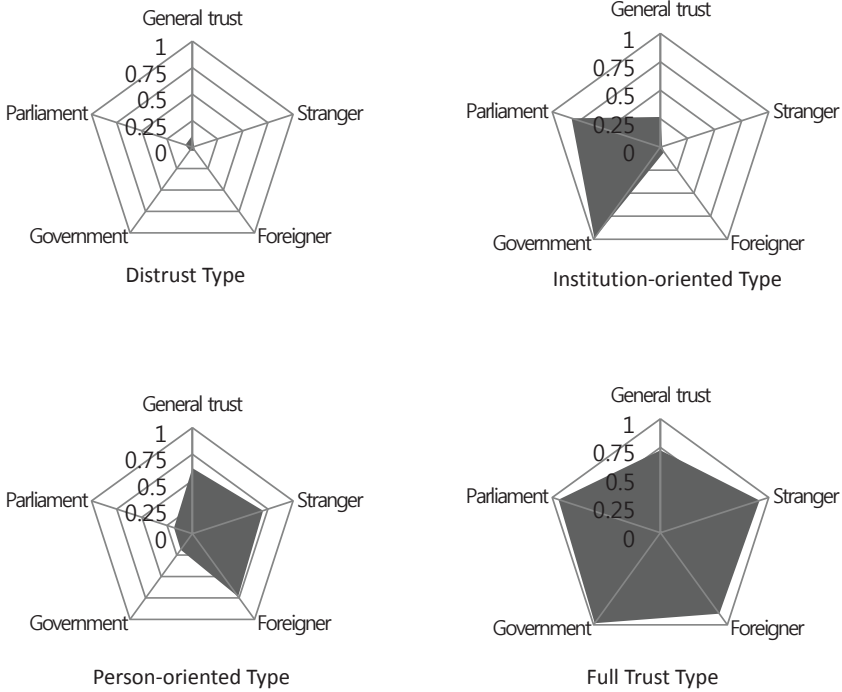 General trust
1
0.75
0.5
0.25
0
Parliament
Stranger
Government
Foreigner
Distrust Type
General trust
1
0.75
0.5
0.25
0
Parliament
Stranger
Government
Foreigner
Institution-oriented Type
General trust
1
0.75
0.5
0.25
0
Parliament
Stranger
Government
Foreigner
Person-oriented Type
General trust
1
0.75
0.5
0.25
0
Parliament
Stranger
Government
Foreigner
Full Trust Type